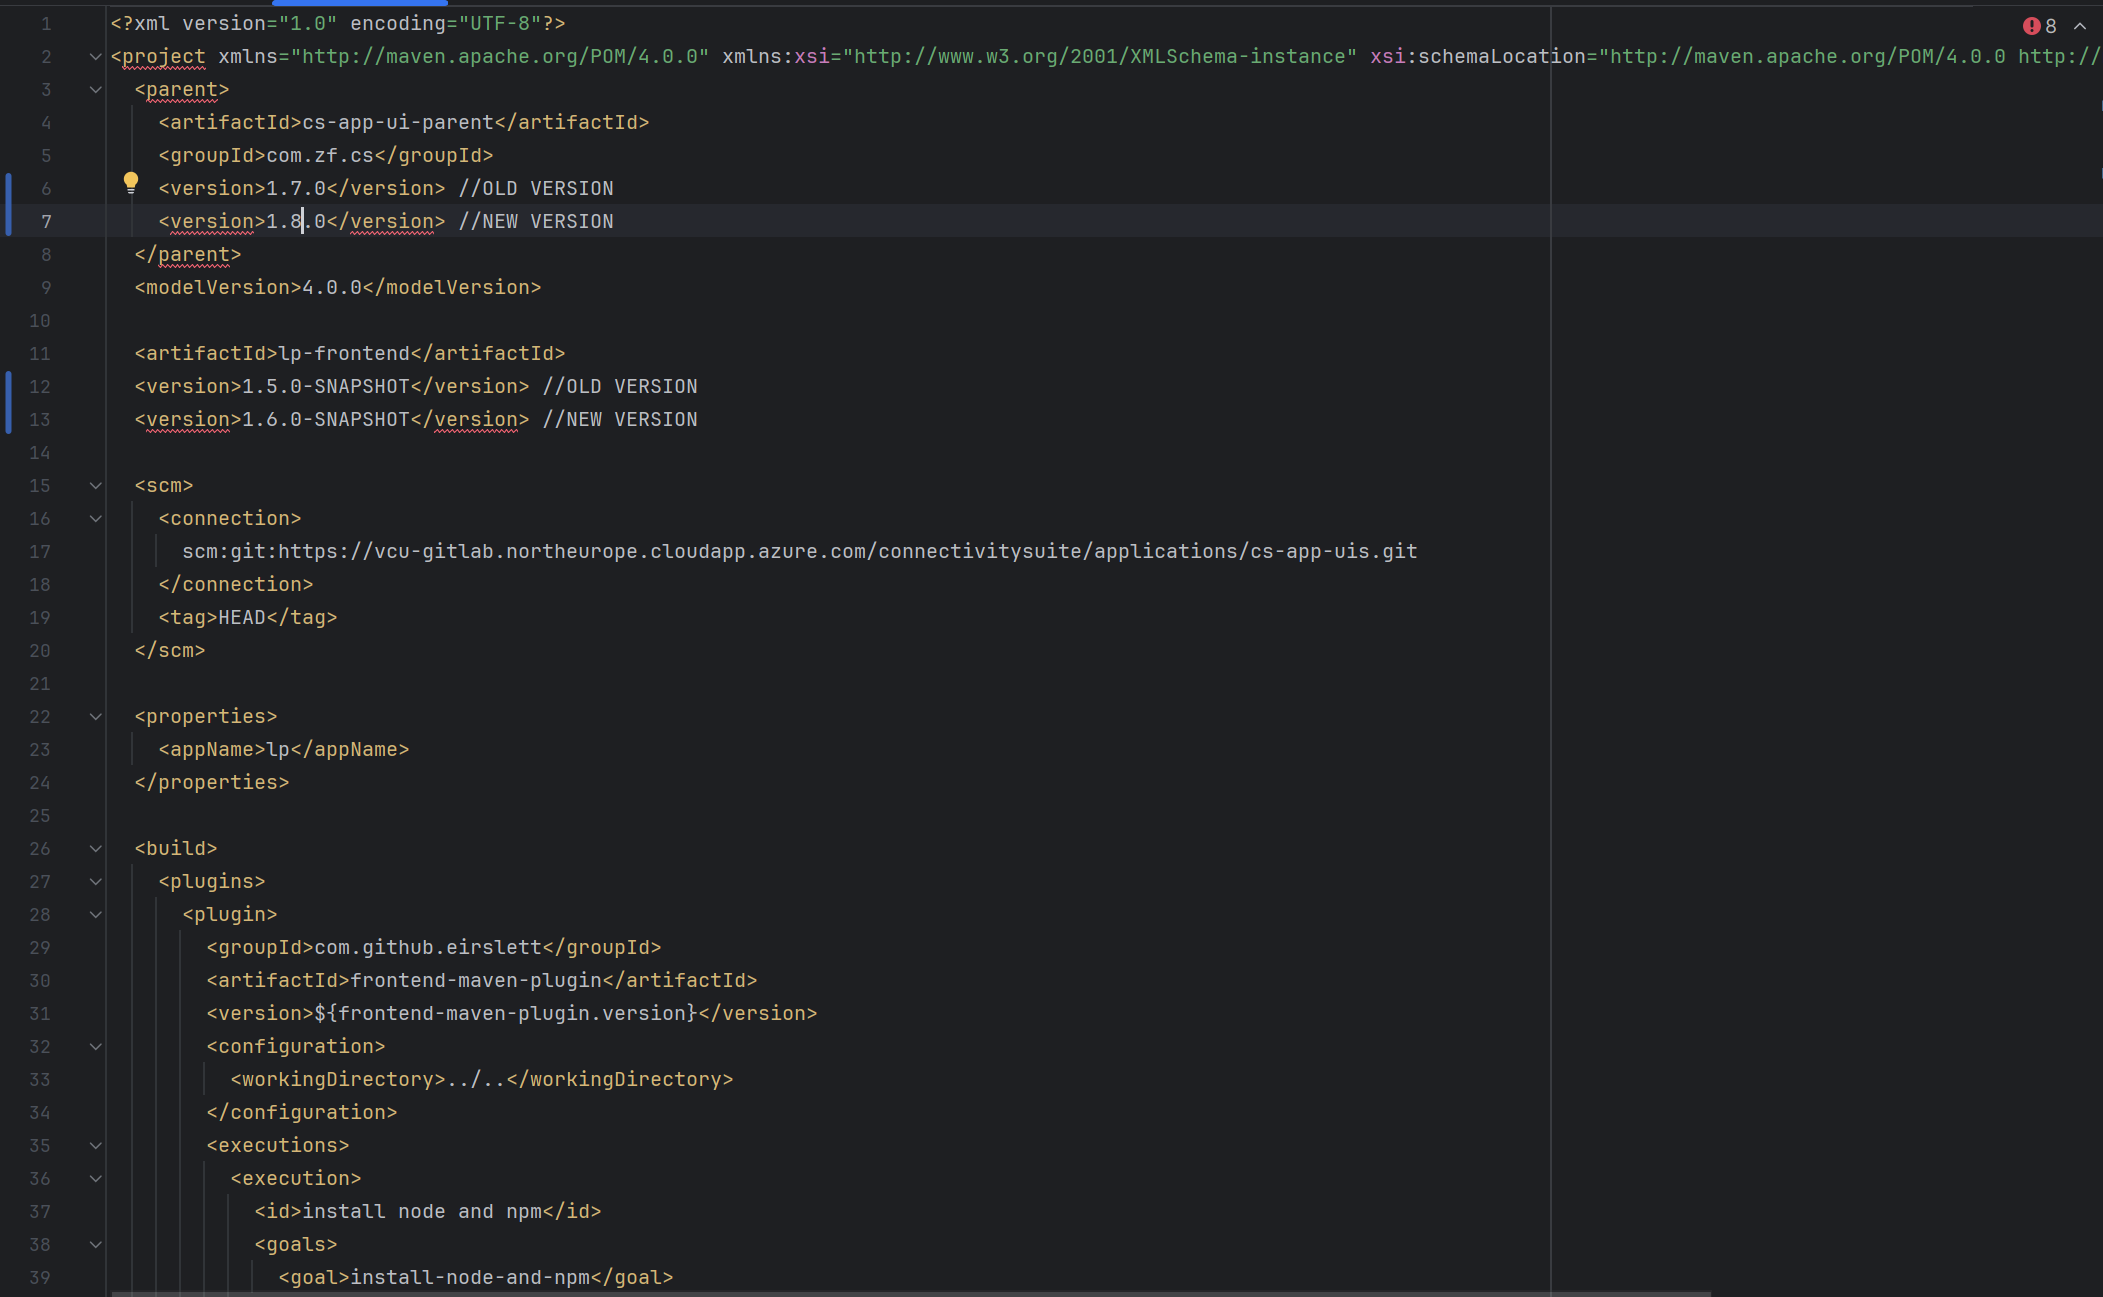 1 <?xml version="1.0" encoding="UTF-8"?>
8
2 <project xmlns="http://maven.apache.org/POM/4.0.0" xmlns:xsi="http://www.w3.org/2001/XMLSchema-instance" xsi:schemaLocation="http://maven.apache.org/POM/4.0.0 http://
3 <parent>
4 <artifactId>cs-app-ui-parent</artifactId>
5 <groupId>com.zf.cs</groupId>
6 <version>1.7.0</version> //OLD VERSION
7 <version>1.8.0</version> //NEW VERSION
8 </parent>
9 <modelVersion>4.0.0</modelVersion>
10
11 <artifactId>lp-frontend</artifactId>
12 <version>1.5.0-SNAPSHOT</version> //OLD VERSION
13 <version>1.6.0-SNAPSHOT</version> //NEW VERSION
14
15 <scm>
16 <connection>
17 scm:git:https://vcu-gitlab.northeurope.cloudapp.azure.com/connectivitysuite/applications/cs-app-uis.git
18 </connection>
19 <tag>HEAD</tag>
20 </scm>
21
22 <properties>
23 <appName>lp</appName>
24 </properties>
25
26 <build>
27 <plugins>
28 <plugin>
29 <groupId>com.github.eirslett</groupId>
30 <artifactId>frontend-maven-plugin</artifactId>
31 <version>${frontend-maven-plugin.version}</version>
32 <configuration>
33 <workingDirectory>../..</workingDirectory>
34 </configuration>
35 <executions>
36 <execution>
37 <id>install node and npm</id>
38 <goals>
39 <goal>install-node-and-npm</goal>